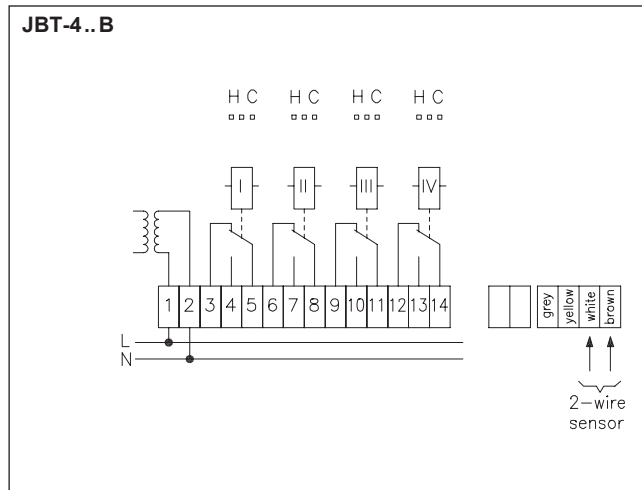 JBT-4..B
H C H C H C H C
I II III IV
1 2 3 4 5 6 7 8 9 10 11 12 13 14
grey yellow white brown
L
N
2-wire
sensor